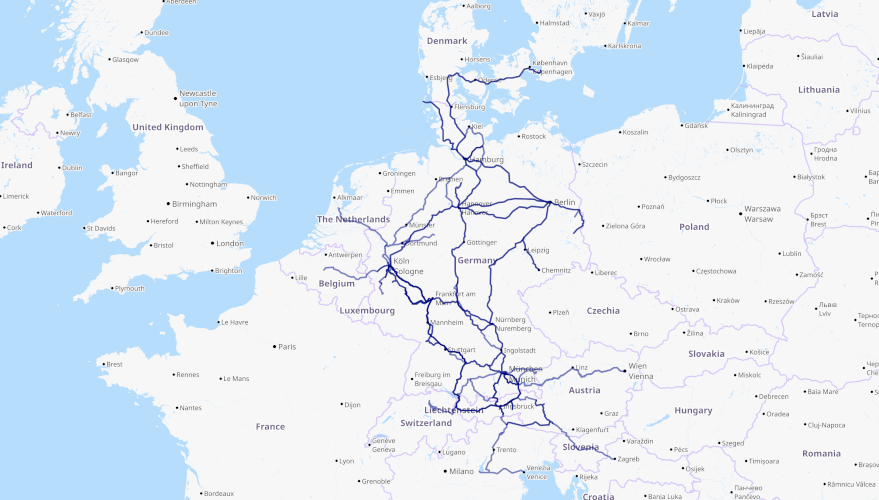 Aberdeen
Aalborg
Växjö
Latvia
Halmstad
Kalmar
Dundee
Liepāja
Denmark
Karlskrona
Šiauliai
Glasgow
Horsens
København
Copenhagen
Klaipėda
Esbjerg
Odense
Lithuania
Newcastle
upon Tyne
Flensburg
Калининград
Kaliningrad
Vilnius
Belfast
United Kingdom
Kiel
Gdańsk
Newry
Rostock
Koszalin
Leeds
Olsztyn
Гродна
Hrodna
Ireland
Dublin
Sheffield
Hamburg
Szczecin
Bangor
Groningen
Bremen
Bydgoszcz
Białystok
Nottingham
Emmen
Limerick
Birmingham
Norwich
Alkmaar
Hannover
Berlin
Poznań
Płock
Warszawa
Warsaw
Waterford
Hereford
Milton Keynes
The Netherlands
Münster
Брэст
Brest
Cork
St Davids
Zielona Góra
Poland
London
Bristol
Dortmund
Göttingen
Leipzig
Lublin
Antwerpen
Köln
Cologne
Germany
Wrocław
Brighton
Lille
Chemnitz
Liberec
Częstochowa
Zamość
Plymouth
Belgium
Frankfurt am
Main
Kraków
Rzeszów
Luxembourg
Czechia
Ostrava
Львів
Lviv
Le Havre
Mannheim
Nürnberg
Nuremberg
Plzeń
Brno
Žilina
Paris
Stuttgart
Ingolstadt
Slovakia
Košice
Brest
Rennes
Le Mans
Freiburg im
Breisgau
München
Munich
Linz
Wien
Vienna
Miskolc
Austria
Debrecen
Baia Mare
Nantes
Dijon
Liechtenstein
Innsbruck
Graz
Hungary
Oradea
France
Switzerland
Klagenfurt
Cluj-Napoca
Genève
Geneva
Lugano
Trento
Slovenia
Varaždin
Pécs
Szeged
Romania
Lyon
Milano
Venezia
Venice
Zagreb
Osijek
Timișoara
Grenoble
Rijeka
Bordeaux
Croatia
Banja Luka
Панчево
Pančevo